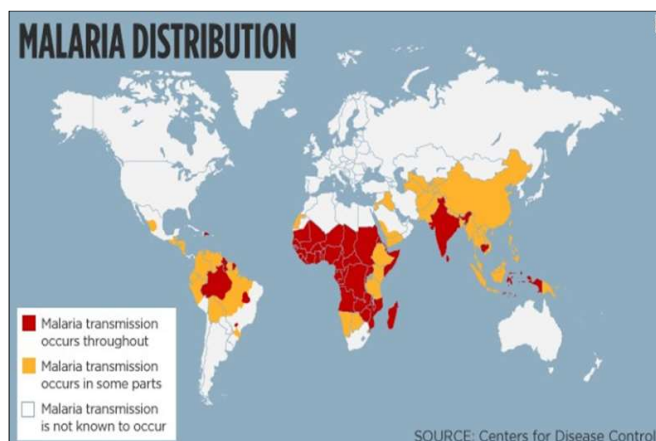 MALARIA DISTRIBUTION
Malaria transmission
occurs throughout
Malaria transmission
occurs in some parts
Malaria transmission
is not known to occur
SOURCE: Centers for Disease Control